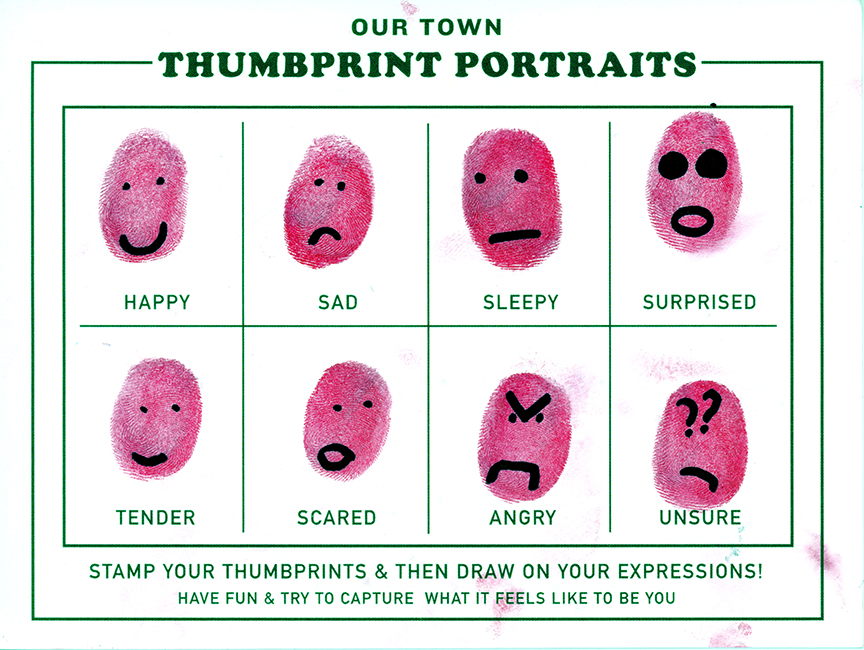 OUR TOWN
THUMBPRINT PORTRAITS
HAPPY SAD SLEEPY SURPRISED
TENDER SCARED ANGRY UNSURE
STAMP YOUR THUMBPRINTS & THEN DRAW ON YOUR EXPRESSIONS!
HAVE FUN & TRY TO CAPTURE WHAT IT FEELS LIKE TO BE YOU